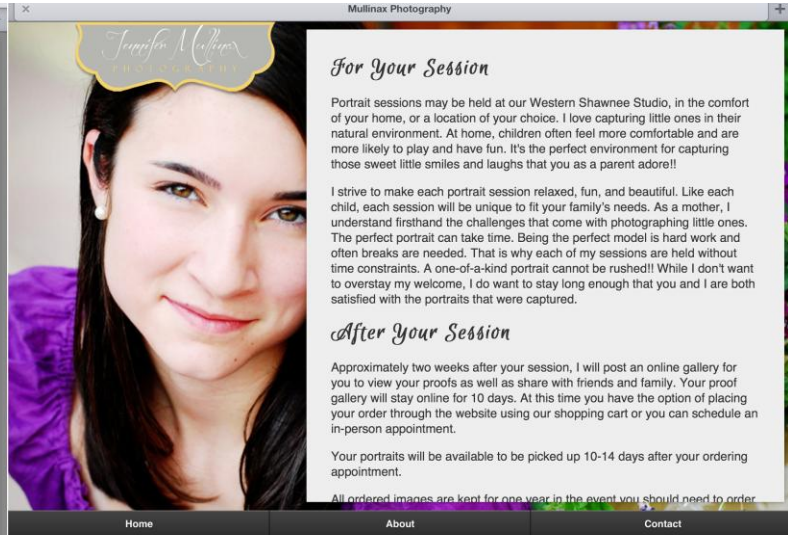 Mullinax Photography
Jennifer Mullinax
PHOTOGRAPHY
For Your Session
Portrait sessions may be held at our Western Shawnee Studio, in the comfort
of your home, or a location of your choice. I love capturing little ones in their
natural environment. At home, children often feel more comfortable and are
more likely to play and have fun. It's the perfect environment for capturing
those sweet little smiles and laughs that you as a parent adore!!
I strive to make each portrait session relaxed, fun, and beautiful. Like each
child, each session will be unique to fit your family's needs. As a mother, I
understand firsthand the challenges that come with photographing little ones.
The perfect portrait can take time. Being the perfect model is hard work and
often breaks are needed. That is why each of my sessions are held without
time constraints. A one-of-a-kind portrait cannot be rushed!! While I don't want
to overstay my welcome, I do want to stay long enough that you and I are both
satisfied with the portraits that were captured.
After Your Session
Approximately two weeks after your session, I will post an online gallery for
you to view your proofs as well as share with friends and family. Your proof
gallery will stay online for 10 days. At this time you have the option of placing
your order through the website using our shopping cart or you can schedule an
in-person appointment.
Your portraits will be available to be picked up 10-14 days after your ordering
appointment.
All ordered images are kept for one year in the event you should need to order
Home
About
Contact